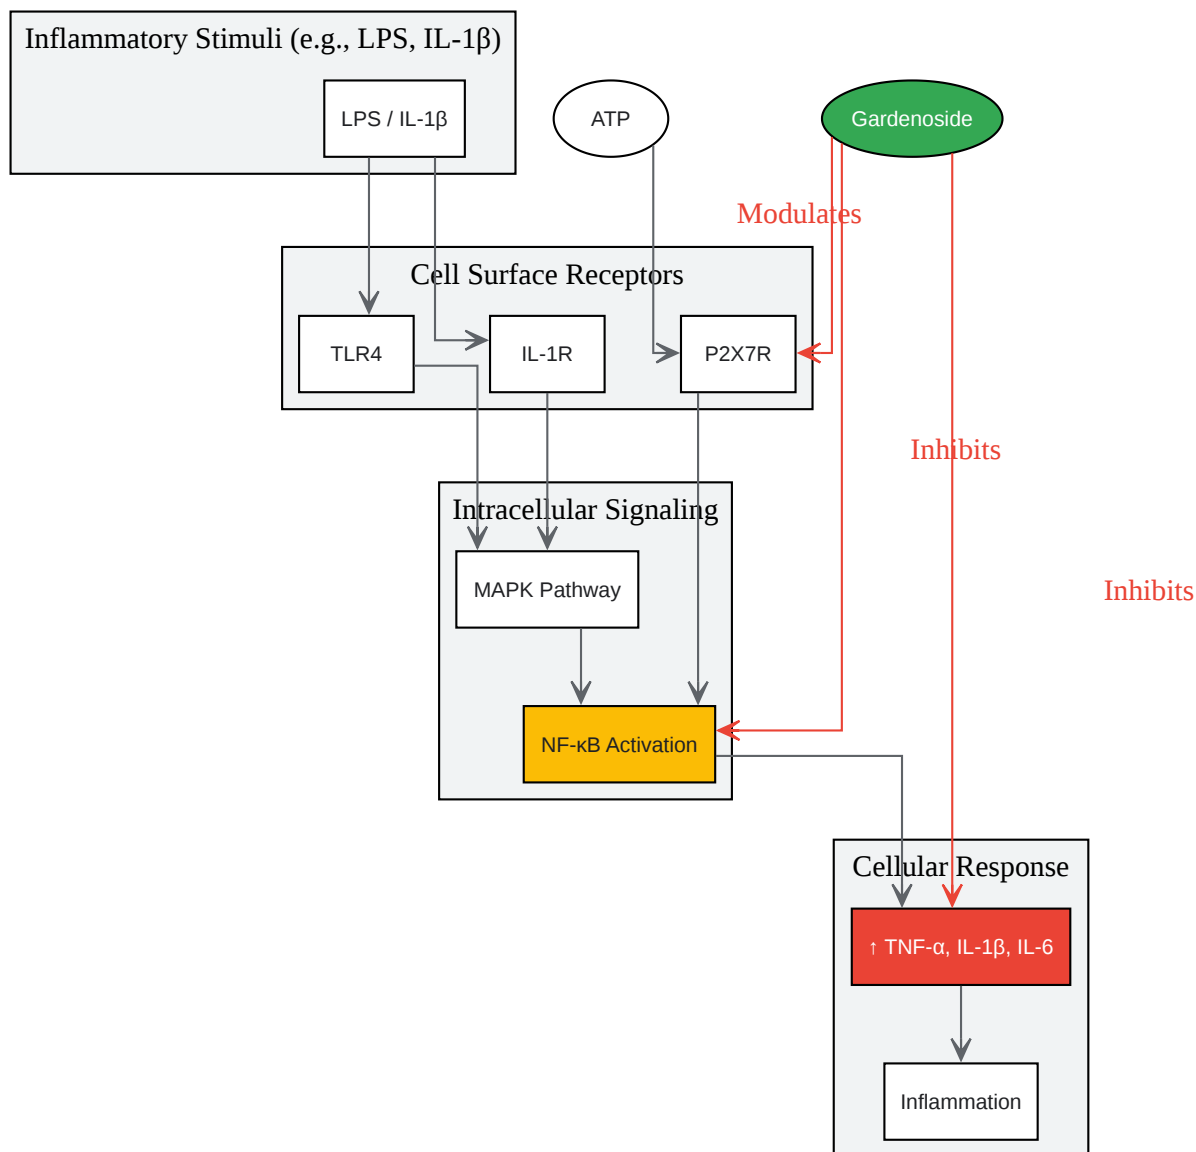 Inflammatory Stimuli (e.g., LPS, IL-1β)
LPS / IL-1β
ATP
Gardenoside
Modulates
Cell Surface Receptors
TLR4
IL-1R
P2X7R
Inhibits
Intracellular Signaling
MAPK Pathway
Inhibits
NF-κB Activation
Cellular Response
↑ TNF-α, IL-1β, IL-6
Inflammation